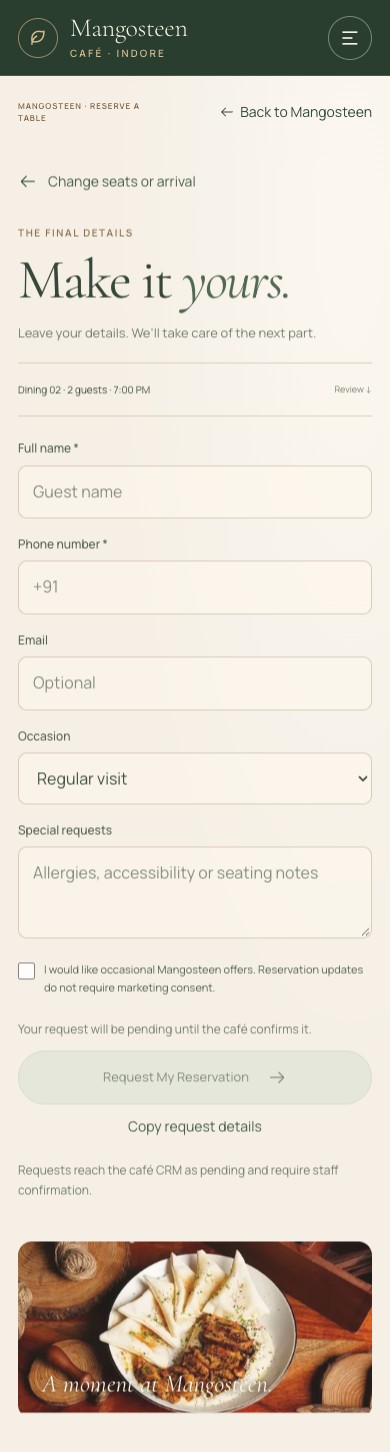 Mangosteen
CAFÉ · INDORE
MANGOSTEEN · RESERVE A
TABLE
← Back to Mangosteen
← Change seats or arrival
THE FINAL DETAILS
Make it yours.
Leave your details. We'll take care of the next part.
Dining 02 · 2 guests · 7:00 PM
Review ↓
Full name *
Guest name
Phone number *
+91
Email
Optional
Occasion
Regular visit
Special requests
Allergies, accessibility or seating notes
I would like occasional Mangosteen offers. Reservation updates
do not require marketing consent.
Your request will be pending until the café confirms it.
Request My Reservation →
Copy request details
Requests reach the café CRM as pending and require staff
confirmation.
A moment at Mangosteen.